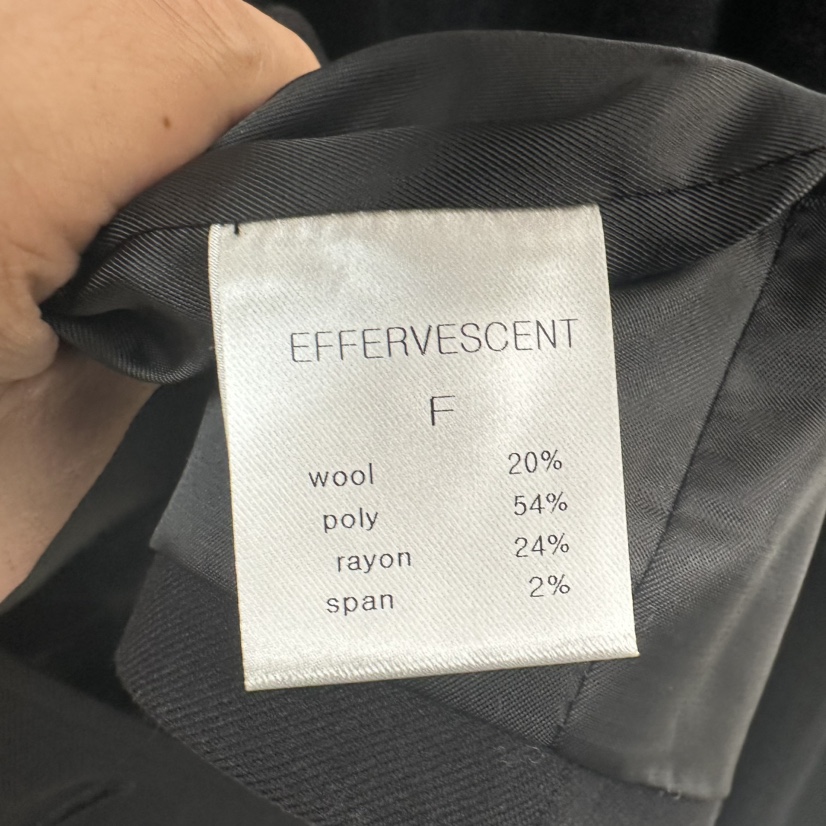 EFFERVESCENT
F
wool 20%
poly 54%
rayon 24%
span 2%